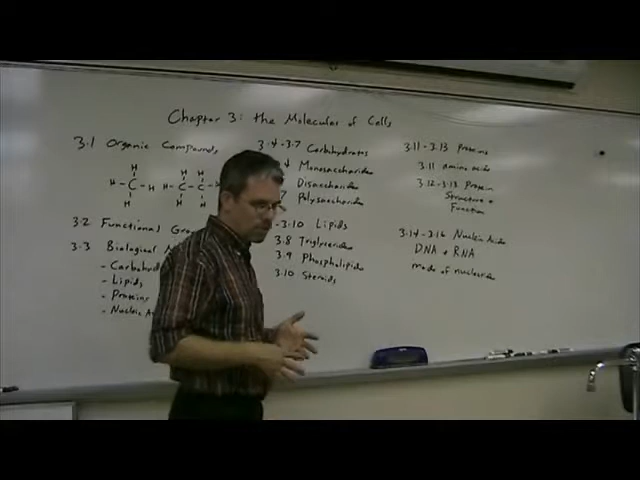 Chapter 3: the Molecules of Cells
3.1 Organic Compounds
H H H
H-C-H H-C-C-
H H H
3.2 Functional
3.3 Biological
- Carbohyd
- Lipids
- Proteins
- Nucleic A
3.4-3.7 Carbohydrates
Monosaccharides
Disaccharides
7 Polysaccharides
-3.10 Lipids
3.8 Triglycerides
3.9 Phospholipids
3.10 Steroids
3.11-3.13 Proteins
3.11 amino acids
3.12-3.13 Protein
Structure +
Function
3.14-3.16 Nucleic Acids
DNA + RNA
made of nucleotides